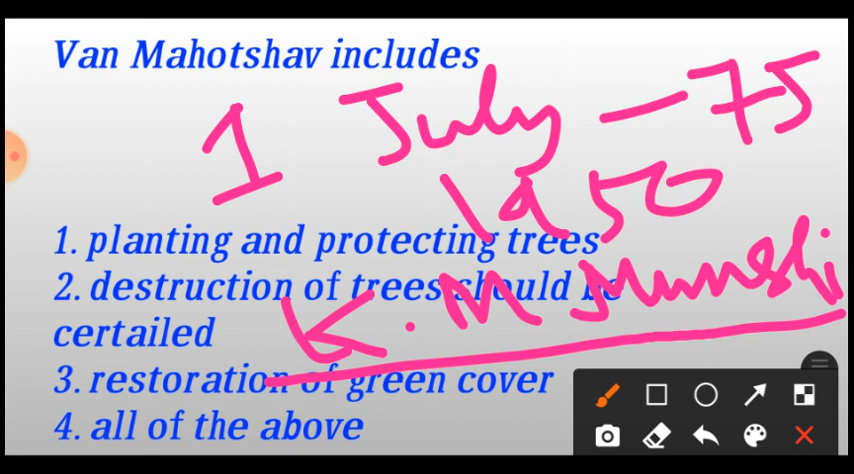 Van Mahotshav includes
1 July - 75
1950
1. planting and protecting trees
2. destruction of trees should be
certailed
K. M Munshi
3. restoration of green cover
4. all of the above